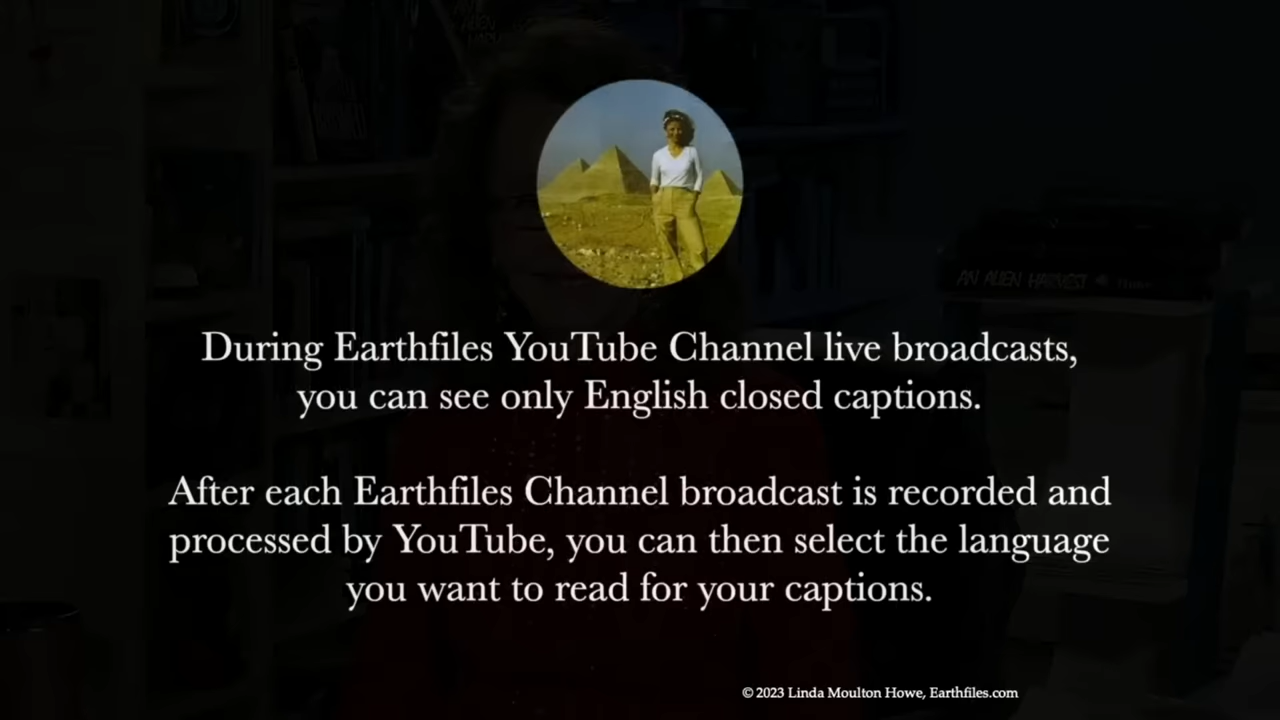 During Earthfiles YouTube Channel live broadcasts,
you can see only English closed captions.
After each Earthfiles Channel broadcast is recorded and
processed by YouTube, you can then select the language
you want to read for your captions.
AN ALIEN HARVEST
© 2023 Linda Moulton Howe, Earthfiles.com